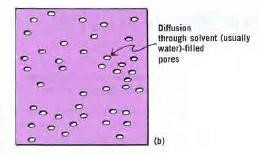 Diffusion
through solvent (usually
water)-filled
pores
(b)